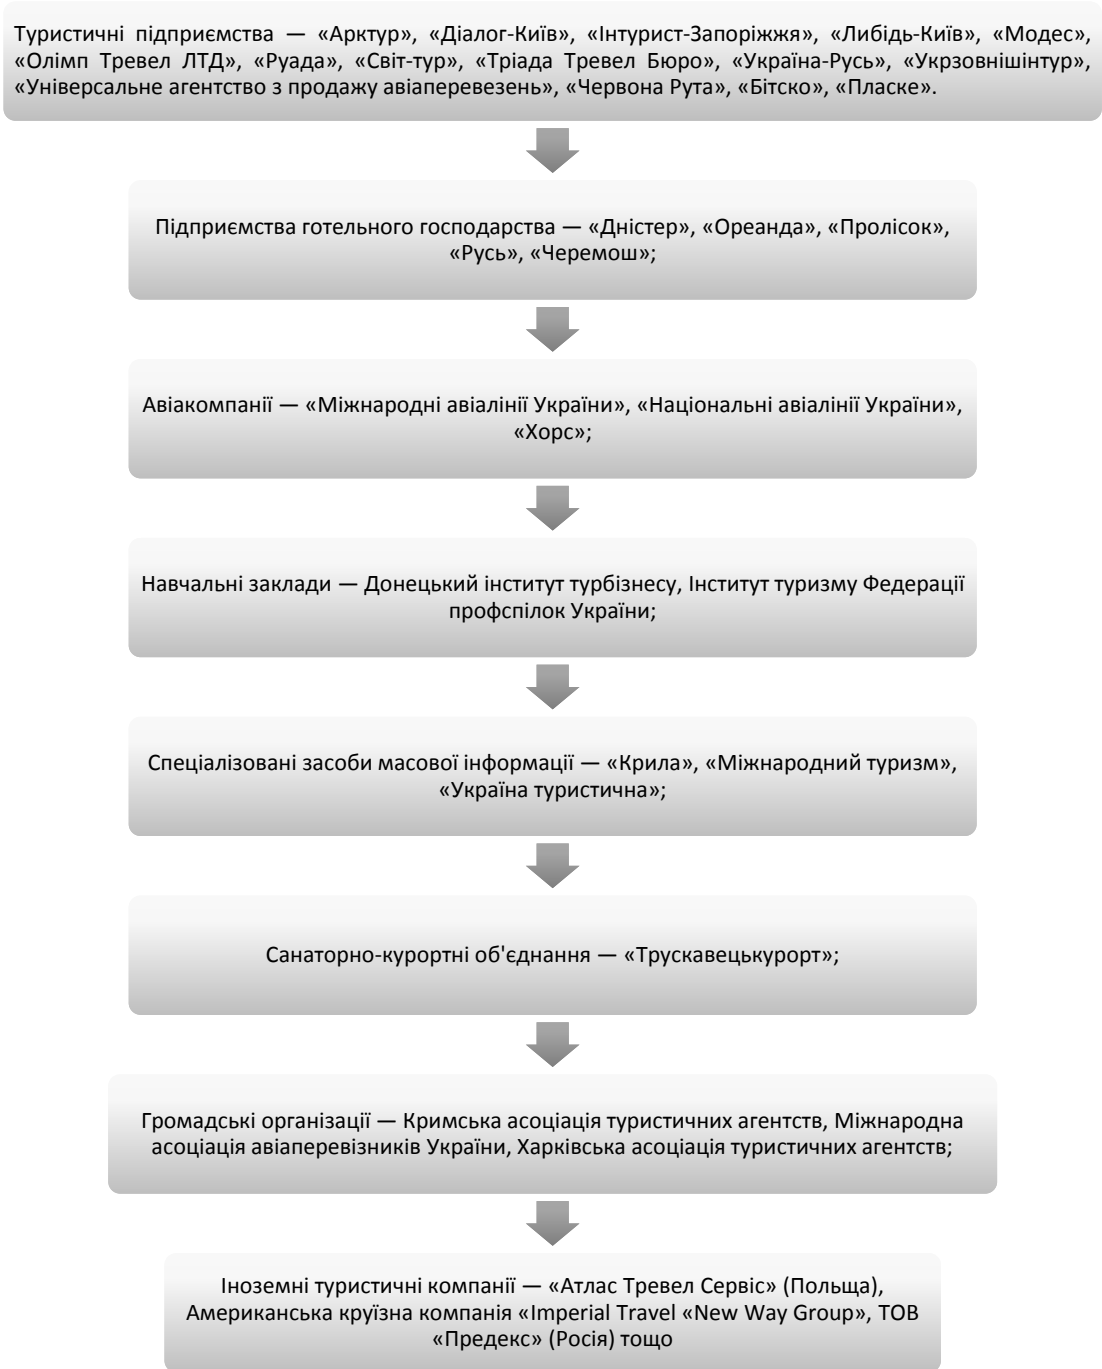 Туристичні підприємства — «Арктур», «Діалог-Київ», «Інтурист-Запоріжжя», «Либідь-Київ», «Модес»,
«Олімп Тревел ЛТД», «Руада», «Світ-тур», «Тріада Тревел Бюро», «Україна-Русь», «Укрзовнішінтур»,
«Універсальне агентство з продажу авіаперевезень», «Червона Рута», «Бітско», «Пласке».
Підприємства готельного господарства — «Дністер», «Ореанда», «Пролісок»,
«Русь», «Черемош»;
Авіакомпанії — «Міжнародні авіалінії України», «Національні авіалінії України»,
«Хорс»;
Навчальні заклади — Донецький інститут турбізнесу, Інститут туризму Федерації
профспілок України;
Спеціалізовані засоби масової інформації — «Крила», «Міжнародний туризм»,
«Україна туристична»;
Санаторно-курортні об'єднання — «Трускавецькурорт»;
Громадські організації — Кримська асоціація туристичних агентств, Міжнародна
асоціація авіаперевізників України, Харківська асоціація туристичних агентств;
Іноземні туристичні компанії — «Атлас Тревел Сервіс» (Польща),
Американська круїзна компанія «Imperial Travel «New Way Group», ТОВ
«Предекс» (Росія) тощо